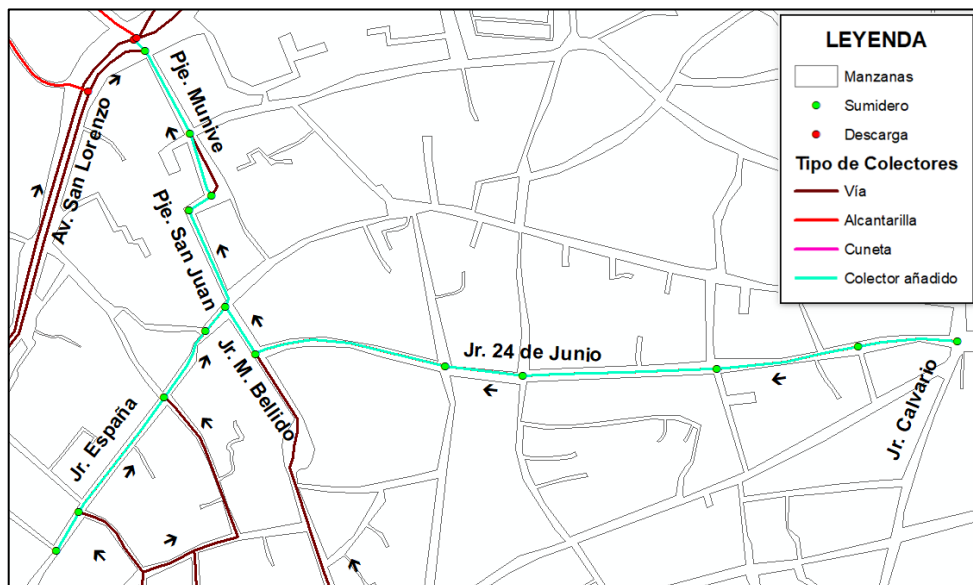 LEYENDA
Manzanas
Sumidero
Descarga
Tipo de Colectores
Vía
Alcantarilla
Cuneta
Colector añadido
Pje. Munive
Av. San Lorenzo
Pje. San Juan
Jr. M. Bellido
Jr. 24 de Junio
Jr. España
Jr. Calvario